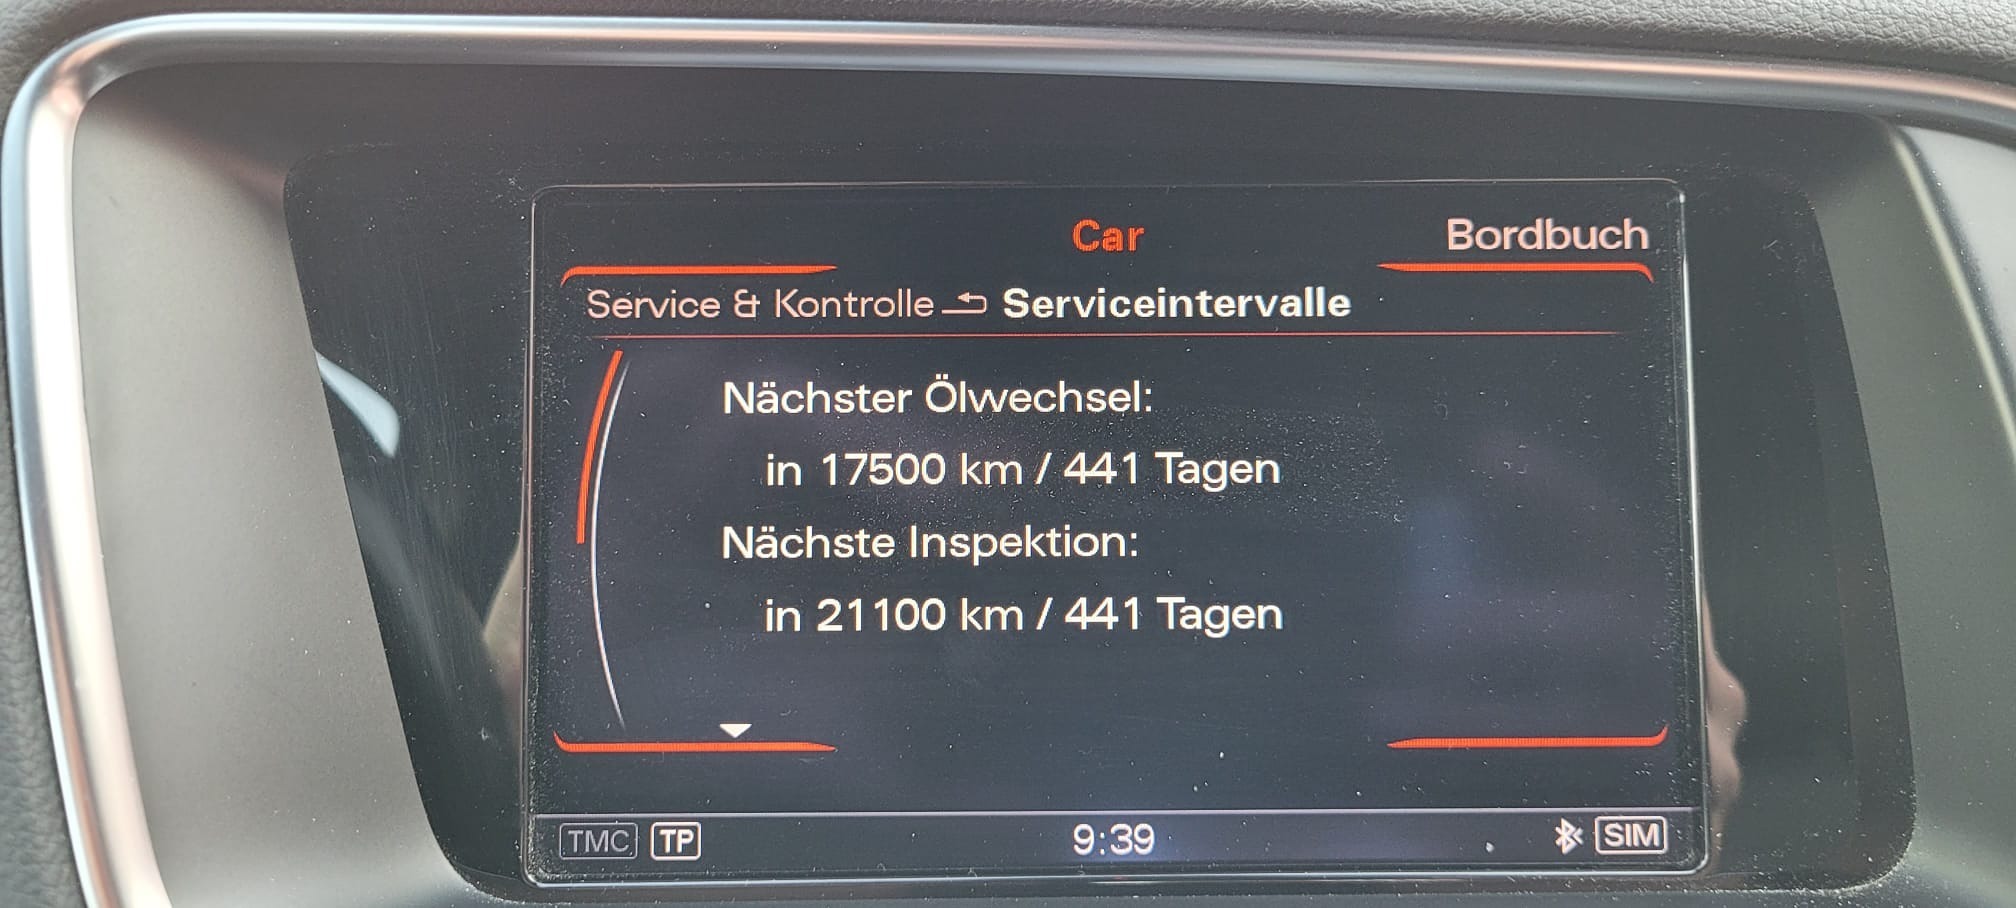 Car
Bordbuch
Service & Kontrolle Serviceintervalle
Nächster Ölwechsel:
in 17500 km / 441 Tagen
Nächste Inspektion:
in 21100 km / 441 Tagen
TMC TP 9:39 SIM